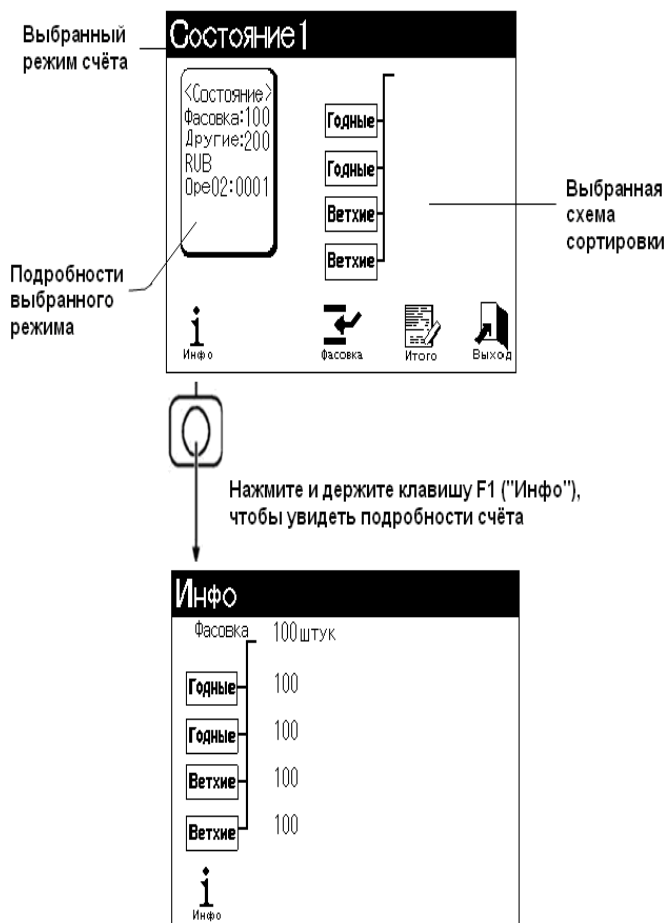 Выбранный
режим счёта
Состояние1
<Состояние>
Фасовка:100
Другие:200
RUB
Ope02:0001
Годные
Годные
Ветхие
Ветхие
Выбранная
схема
сортировки
Подробности
выбранного
режима
Инфо
Фасовка
Итого
Выход
Нажмите и держите клавишу F1 ("Инфо"),
чтобы увидеть подробности счёта
Инфо
Фасовка 100штук
Годные 100
Годные 100
Ветхие 100
Ветхие 100
Инфо